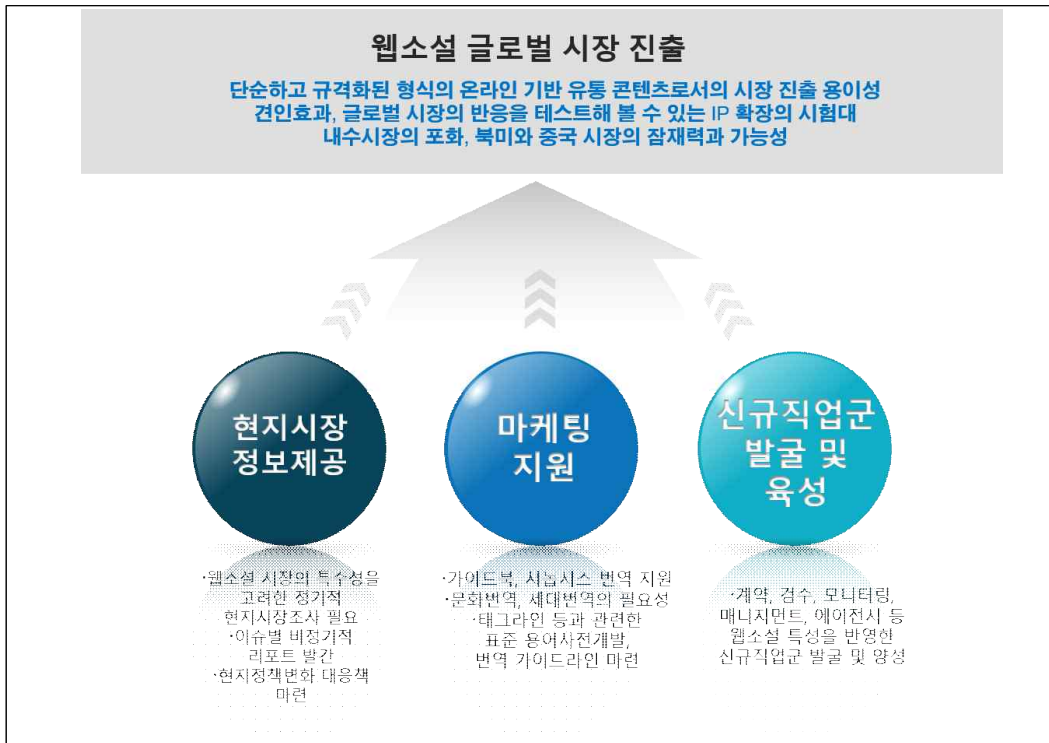 웹소설 글로벌 시장 진출
단순하고 규격화된 형식의 온라인 기반 유통 콘텐츠로서의 시장 진출 용이성
견인효과, 글로벌 시장의 반응을 테스트해 볼 수 있는 IP 확장의 시험대
내수시장의 포화, 북미와 중국 시장의 잠재력과 가능성
현지시장
정보제공
·웹소설 시장의 특수성을
고려한 정기적
현지시장조사 필요
·이슈별 비정기적
리포트 발간
·현지정책변화 대응책
마련
마케팅
지원
·가이드북, 시놉시스 번역 지원
·문화번역, 세대번역의 필요성
·태그라인 등과 관련한
표준 용어사전개발,
번역 가이드라인 마련
신규직업군
발굴 및
육성
·계약, 검수, 모니터링,
매니지먼트, 에이전시 등
웹소설 특성을 반영한
신규직업군 발굴 및 양성